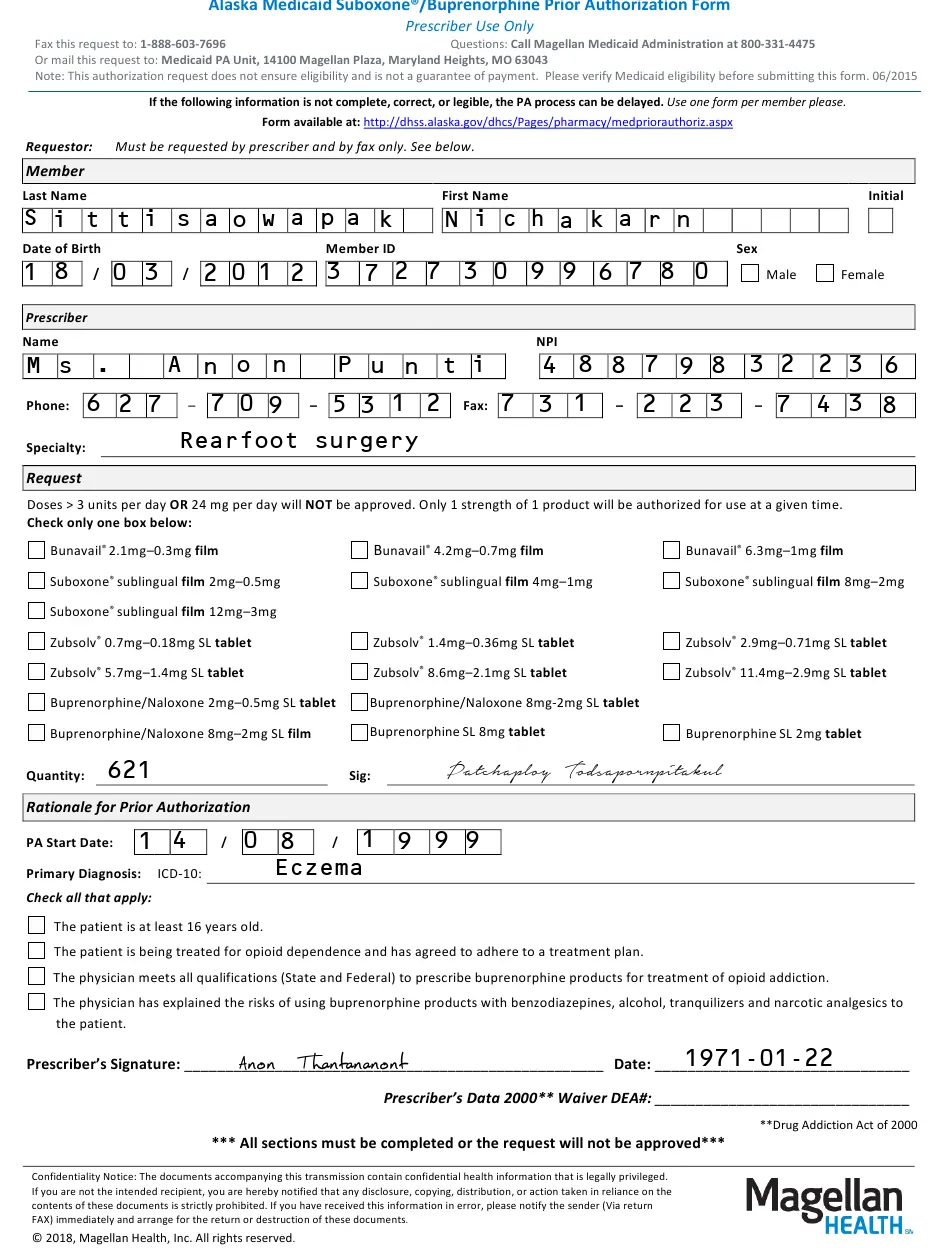 Alaska Medicaid Suboxone®/Buprenorphine Prior Authorization Form
Prescriber Use Only
Fax this request to: 1-888-603-7696 Questions: Call Magellan Medicaid Administration at 800-331-4475
Or mail this request to: Medicaid PA Unit, 14100 Magellan Plaza, Maryland Heights, MO 63043
Note: This authorization request does not ensure eligibility and is not a guarantee of payment. Please verify Medicaid eligibility before submitting this form. 06/2015
If the following information is not complete, correct, or legible, the PA process can be delayed. Use one form per member please.
Form available at: http://dhss.alaska.gov/dhcs/Pages/pharmacy/medpriorauthoriz.aspx
Requestor: Must be requested by prescriber and by fax only. See below.
Member
Last Name First Name Initial
Sittisaowapak Nichakarn
Date of Birth Member ID Sex
18 / 03 / 2012 3727309966780 Male Female
Prescriber
Name NPI
Ms. Anon Punti 48879832236
Phone: 627 - 709 - 5312 Fax: 731 - 223 - 7438
Specialty: Rearfoot surgery
Request
Doses > 3 units per day OR 24 mg per day will NOT be approved. Only 1 strength of 1 product will be authorized for use at a given time.
Check only one box below:
Bunavail® 2.1mg–0.3mg film Bunavail® 4.2mg–0.7mg film Bunavail® 6.3mg–1mg film
Suboxone® sublingual film 2mg–0.5mg Suboxone® sublingual film 4mg–1mg Suboxone® sublingual film 8mg–2mg
Suboxone® sublingual film 12mg–3mg
Zubsolv® 0.7mg–0.18mg SL tablet Zubsolv® 1.4mg–0.36mg SL tablet Zubsolv® 2.9mg–0.71mg SL tablet
Zubsolv® 5.7mg–1.4mg SL tablet Zubsolv® 8.6mg–2.1mg SL tablet Zubsolv® 11.4mg–2.9mg SL tablet
Buprenorphine/Naloxone 2mg–0.5mg SL tablet Buprenorphine/Naloxone 8mg-2mg SL tablet
Buprenorphine/Naloxone 8mg–2mg SL film Buprenorphine SL 8mg tablet Buprenorphine SL 2mg tablet
Quantity: 621 Sig: Patchaploy Todsapornpitakul
Rationale for Prior Authorization
PA Start Date: 14 / 08 / 1999
Primary Diagnosis: ICD-10: Eczema
Check all that apply:
The patient is at least 16 years old.
The patient is being treated for opioid dependence and has agreed to adhere to a treatment plan.
The physician meets all qualifications (State and Federal) to prescribe buprenorphine products for treatment of opioid addiction.
The physician has explained the risks of using buprenorphine products with benzodiazepines, alcohol, tranquilizers and narcotic analgesics to
the patient.
Prescriber's Signature: Anon Thantananont Date: 1971-01-22
Prescriber's Data 2000** Waiver DEA#:
**Drug Addiction Act of 2000
*** All sections must be completed or the request will not be approved***
Confidentiality Notice: The documents accompanying this transmission contain confidential health information that is legally privileged.
If you are not the intended recipient, you are hereby notified that any disclosure, copying, distribution, or action taken in reliance on the
contents of these documents is strictly prohibited. If you have received this information in error, please notify the sender (Via return
FAX) immediately and arrange for the return or destruction of these documents.
© 2018, Magellan Health, Inc. All rights reserved.
Magellan
HEALTH